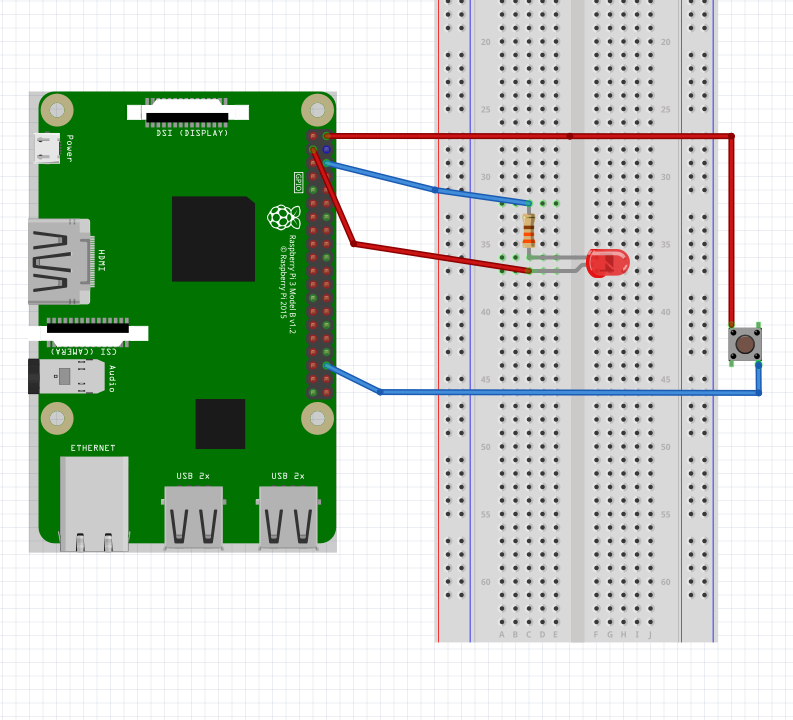 20 20
25 25
DSI (DISPLAY)
Power
30 30
GPIO
35 35
HDMI
Raspberry Pi 3 Model B v1.2
© Raspberry Pi 2015
40 40
CSI (CAMERA)
Audio
45 45
ETHERNET
50 50
USB 2x USB 2x
55 55
60 60
A B C D E F G H I J